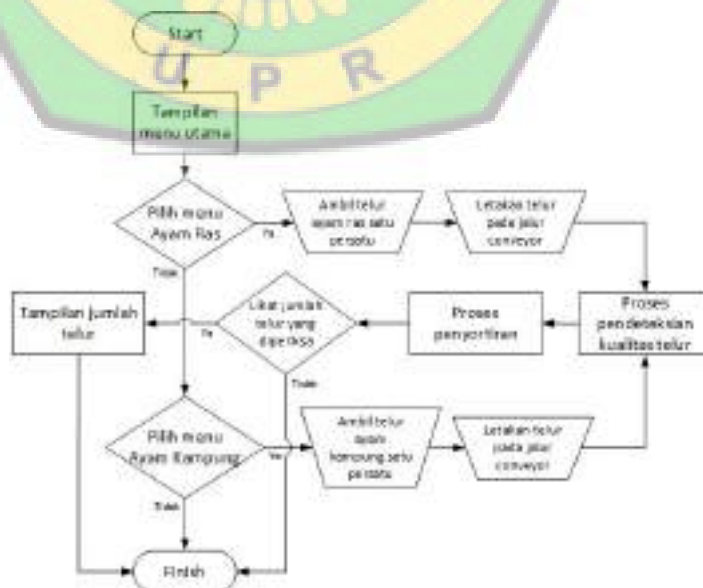 Start
U P R
Tampilan
menu utama
Pilih menu
Ayam Ras
Ya
Ambil telur
ayam ras satu
persatu
Letakan telur
pada jalur
conveyor
Tidak
Tampilan jumlah
telur
Ya
Lihat jumlah
telur yang
diperiksa
Proses
penyortiran
Proses
pendeteksian
kualitas telur
Tidak
Pilih menu
Ayam Kampung
Ya
Ambil telur
ayam
kampung satu
persatu
Letakan telur
pada jalur
conveyor
Tidak
Finish